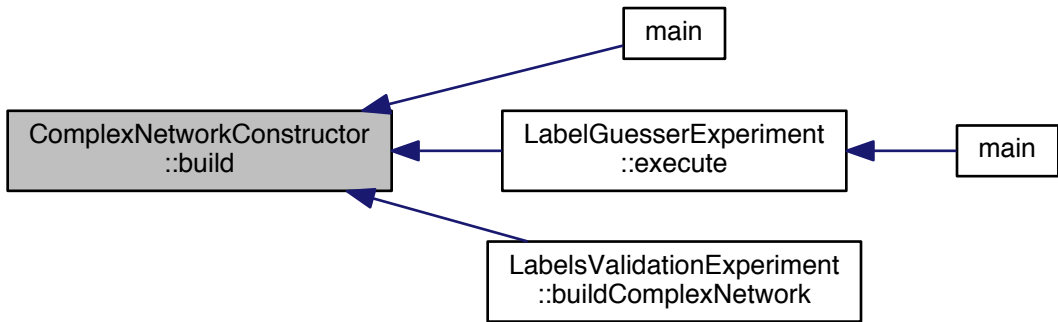 main
ComplexNetworkConstructor
::build
LabelGuesserExperiment
::execute
main
LabelsValidationExperiment
::buildComplexNetwork